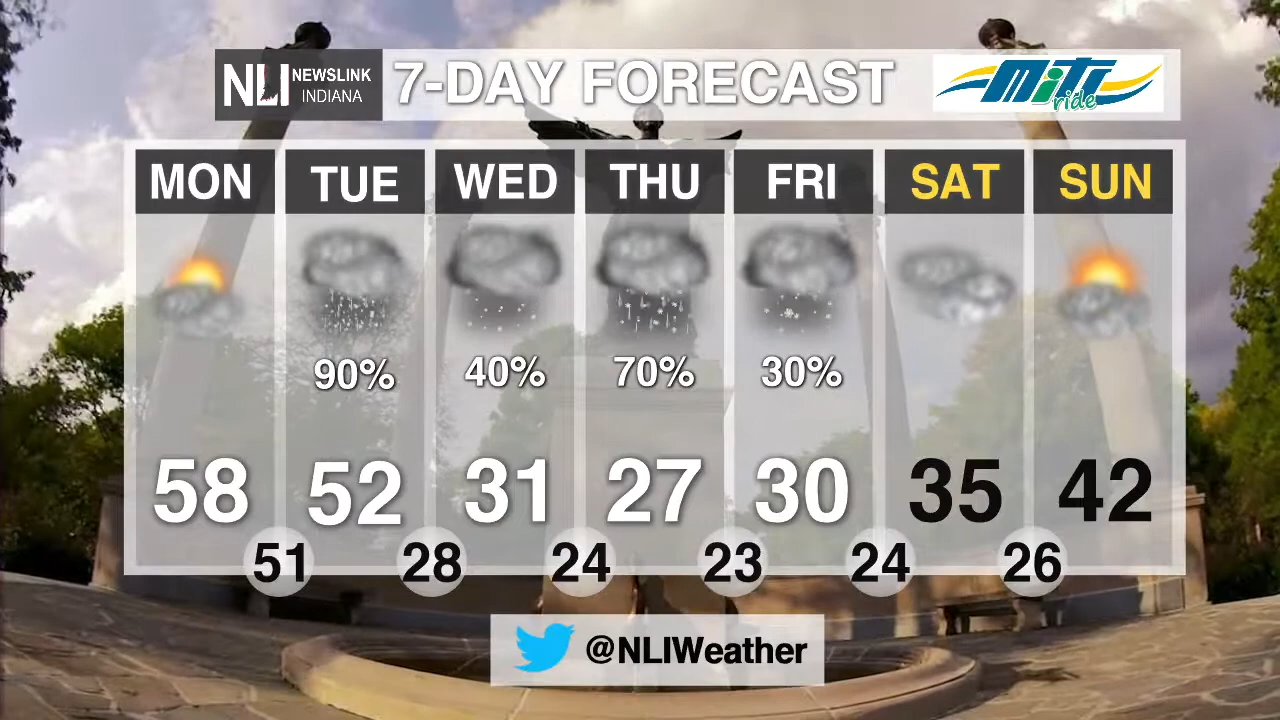 NLI NEWSLINK INDIANA 7-DAY FORECAST MiTS ride
MON TUE WED THU FRI SAT SUN
90% 40% 70% 30%
58 52 31 27 30 35 42
51 28 24 23 24 26
@NLIWeather